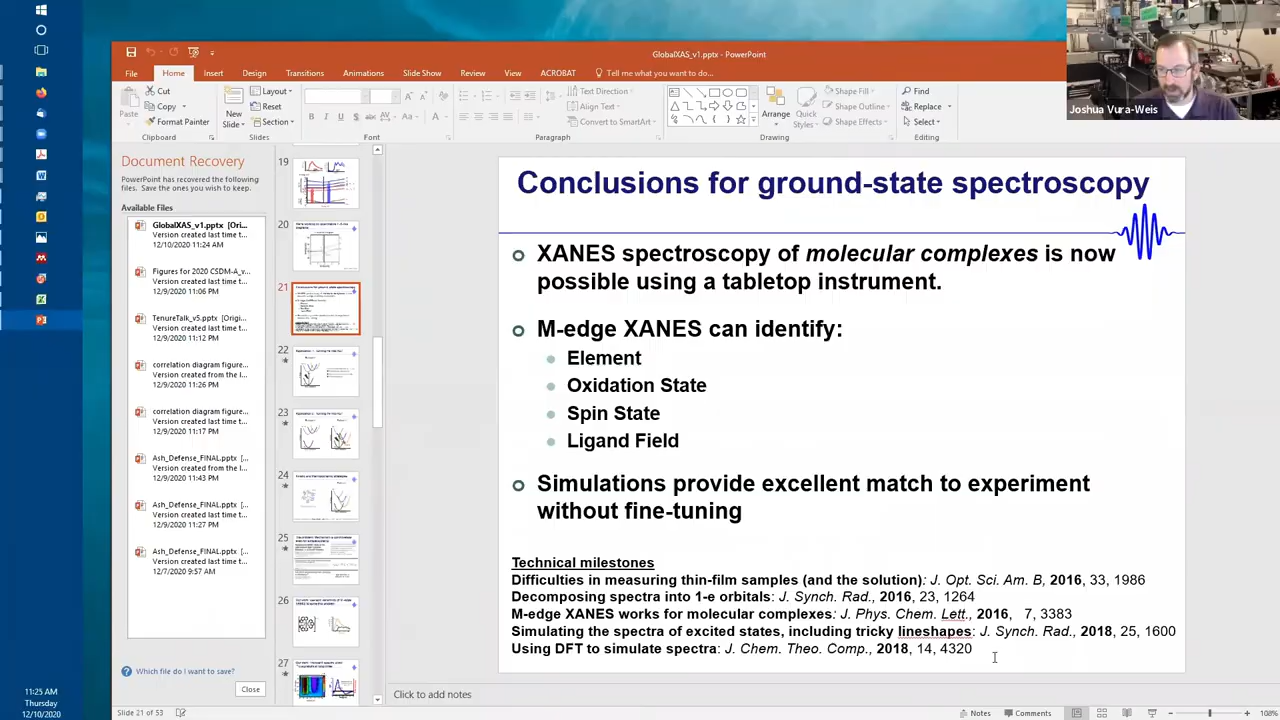 GlobalXAS_v1.pptx - PowerPoint
File Home Insert Design Transitions Animations Slide Show Review View ACROBAT Tell me what you want to do...
Paste
Cut
Copy
Format Painter
Clipboard
New Slide
Layout
Reset
Section
Slides
Font
Text Direction
Align Text
Convert to SmartArt
Paragraph
Arrange
Quick Styles
Shape Fill
Shape Outline
Shape Effects
Drawing
Find
Replace
Select
Editing
Joshua Vura-Weis
Document Recovery
PowerPoint has recovered the following
files. Save the ones you wish to keep.
Available Files
GlobalXAS_v1.pptx [Ori...
Version created last time t...
12/10/2020 11:24 AM
Figures for 2020 CSDM-A_v...
Version created last time t...
12/9/2020 11:06 PM
TenureTalk_v5.pptx [Origi...
Version created last time t...
12/9/2020 11:12 PM
correlation diagram figure...
Version created from the l...
12/9/2020 11:26 PM
correlation diagram figure...
Version created last time t...
12/9/2020 11:17 PM
Ash_Defense_FINAL.pptx [...
Version created from the l...
12/9/2020 11:43 PM
Ash_Defense_FINAL.pptx [...
Version created last time t...
12/9/2020 11:27 PM
Ash_Defense_FINAL.pptx [...
Version created last time t...
12/7/2020 9:57 AM
Which file do I want to save?
Close
19
20
21
22
23
24
25
26
27
Conclusions for ground-state spectroscopy
XANES spectroscopy of molecular complexes is now
possible using a tabletop instrument.
M-edge XANES can identify:
Element
Oxidation State
Spin State
Ligand Field
Simulations provide excellent match to experiment
without fine-tuning
Technical milestones
Difficulties in measuring thin-film samples (and the solution): J. Opt. Sci. Am. B, 2016, 33, 1986
Decomposing spectra into 1-e orbitals: J. Synch. Rad., 2016, 23, 1264
M-edge XANES works for molecular complexes: J. Phys. Chem. Lett., 2016, 7, 3383
Simulating the spectra of excited states, including tricky lineshapes: J. Synch. Rad., 2018, 25, 1600
Using DFT to simulate spectra: J. Chem. Theo. Comp., 2018, 14, 4320
Click to add notes
Slide 21 of 53
Notes Comments
108%
11:25 AM
Thursday
12/10/2020